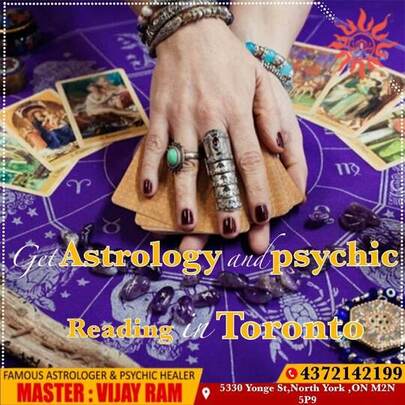 Get Astrology and psychic
Reading in Toronto
FAMOUS ASTROLOGER & PSYCHIC HEALER
MASTER : VIJAY RAM
4372142199
5330 Yonge St,North York ,ON M2N
5P9